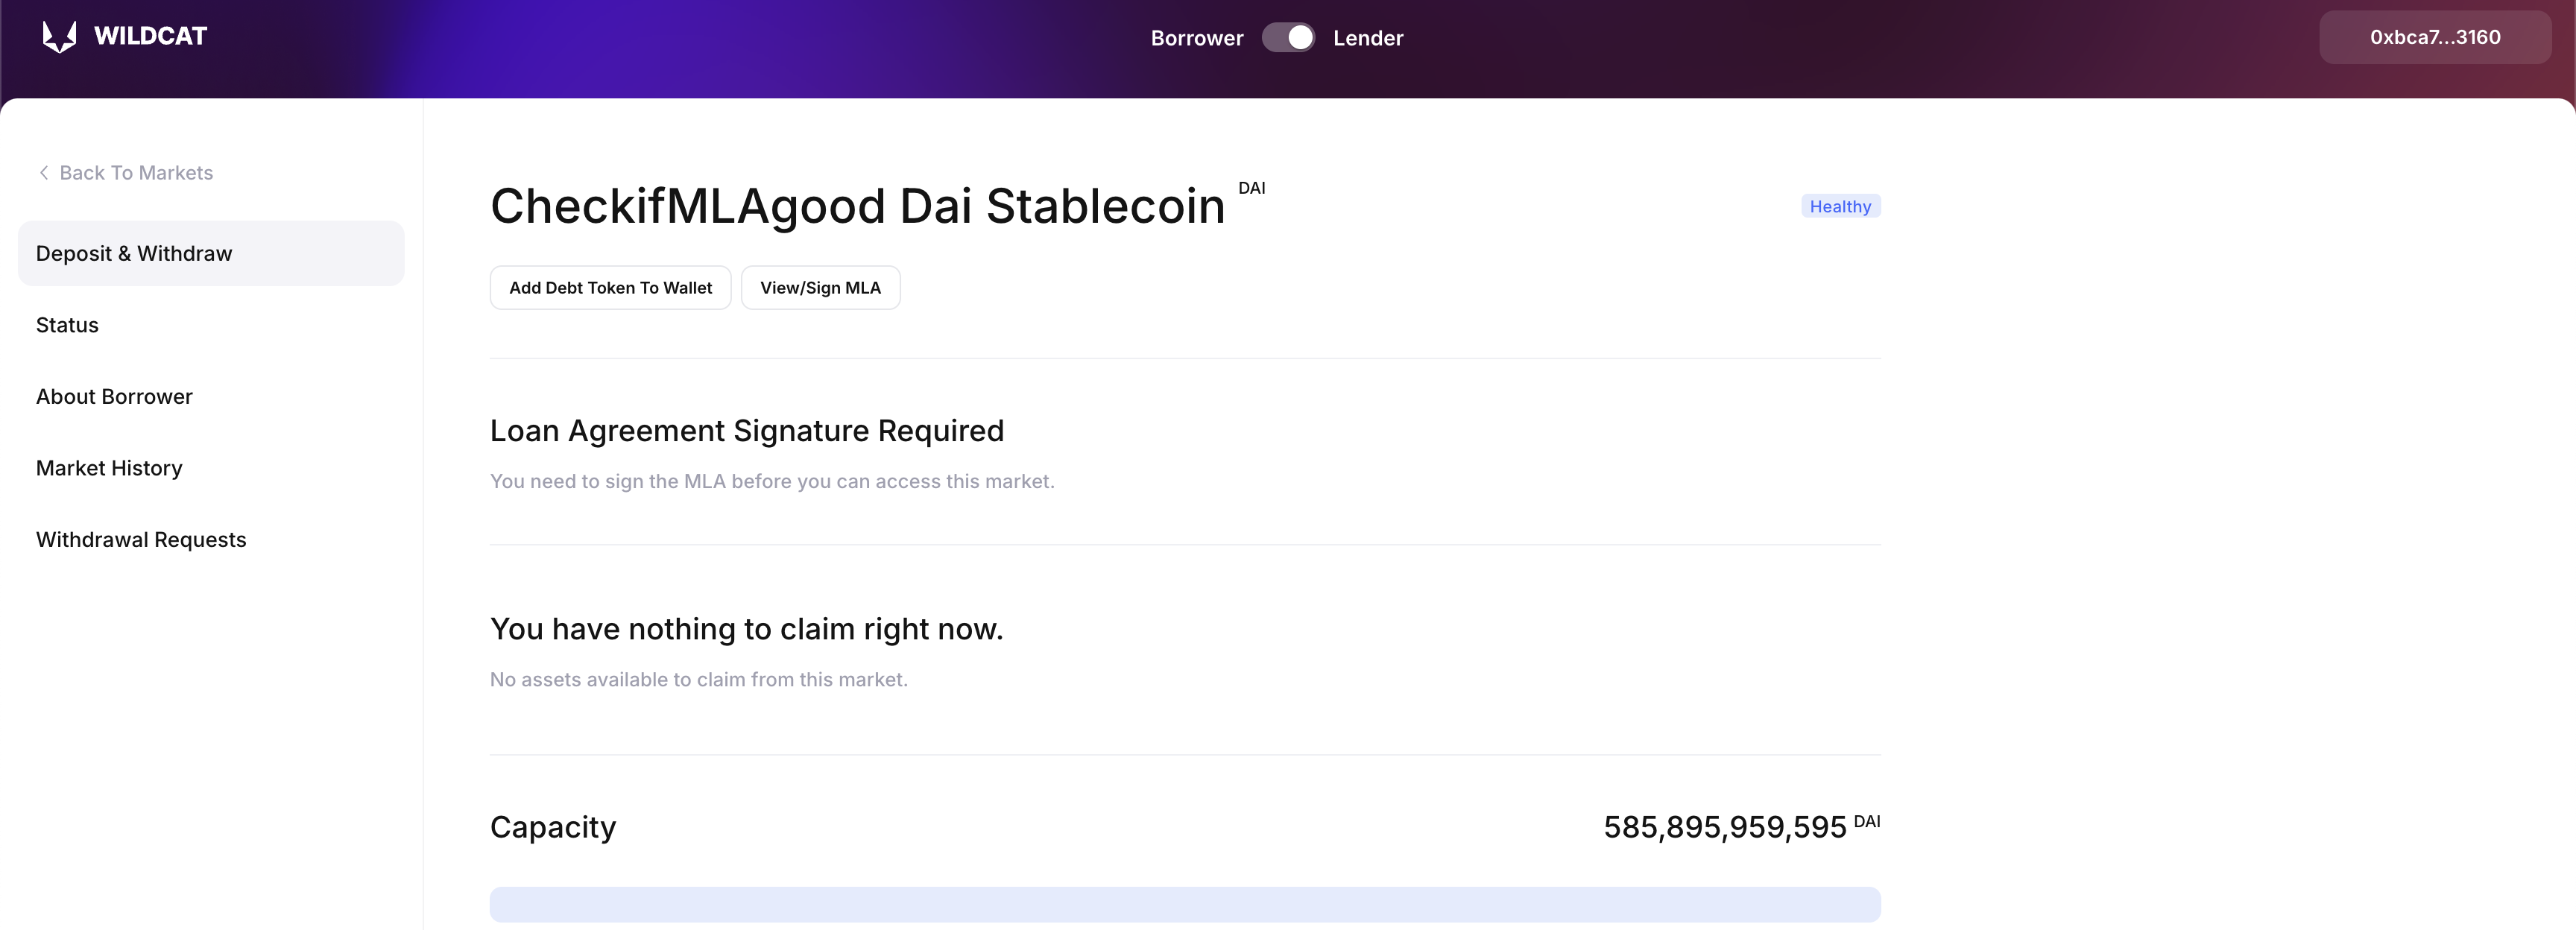 WILDCAT
Borrower Lender
0xbca7...3160
Back To Markets
Deposit & Withdraw
Status
About Borrower
Market History
Withdrawal Requests
CheckifMLAgood Dai Stablecoin DAI
Healthy
Add Debt Token To Wallet
View/Sign MLA
Loan Agreement Signature Required
You need to sign the MLA before you can access this market.
You have nothing to claim right now.
No assets available to claim from this market.
Capacity
585,895,959,595 DAI